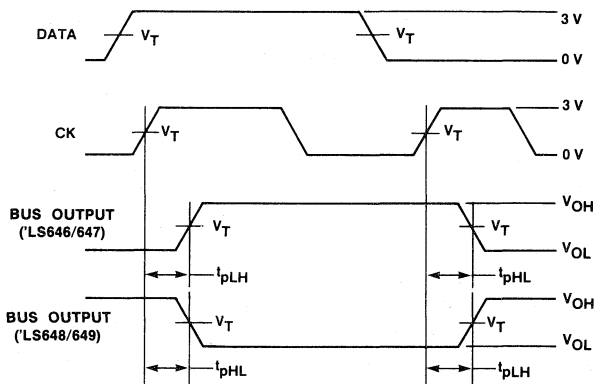 3 V
DATA
VT
VT
0 V
3 V
CK
VT
VT
0 V
VOH
BUS OUTPUT
('LS646/647)
VT
VT
VOL
tpLH
tpHL
VOH
BUS OUTPUT
('LS648/649)
VT
VT
VOL
tpHL
tpLH